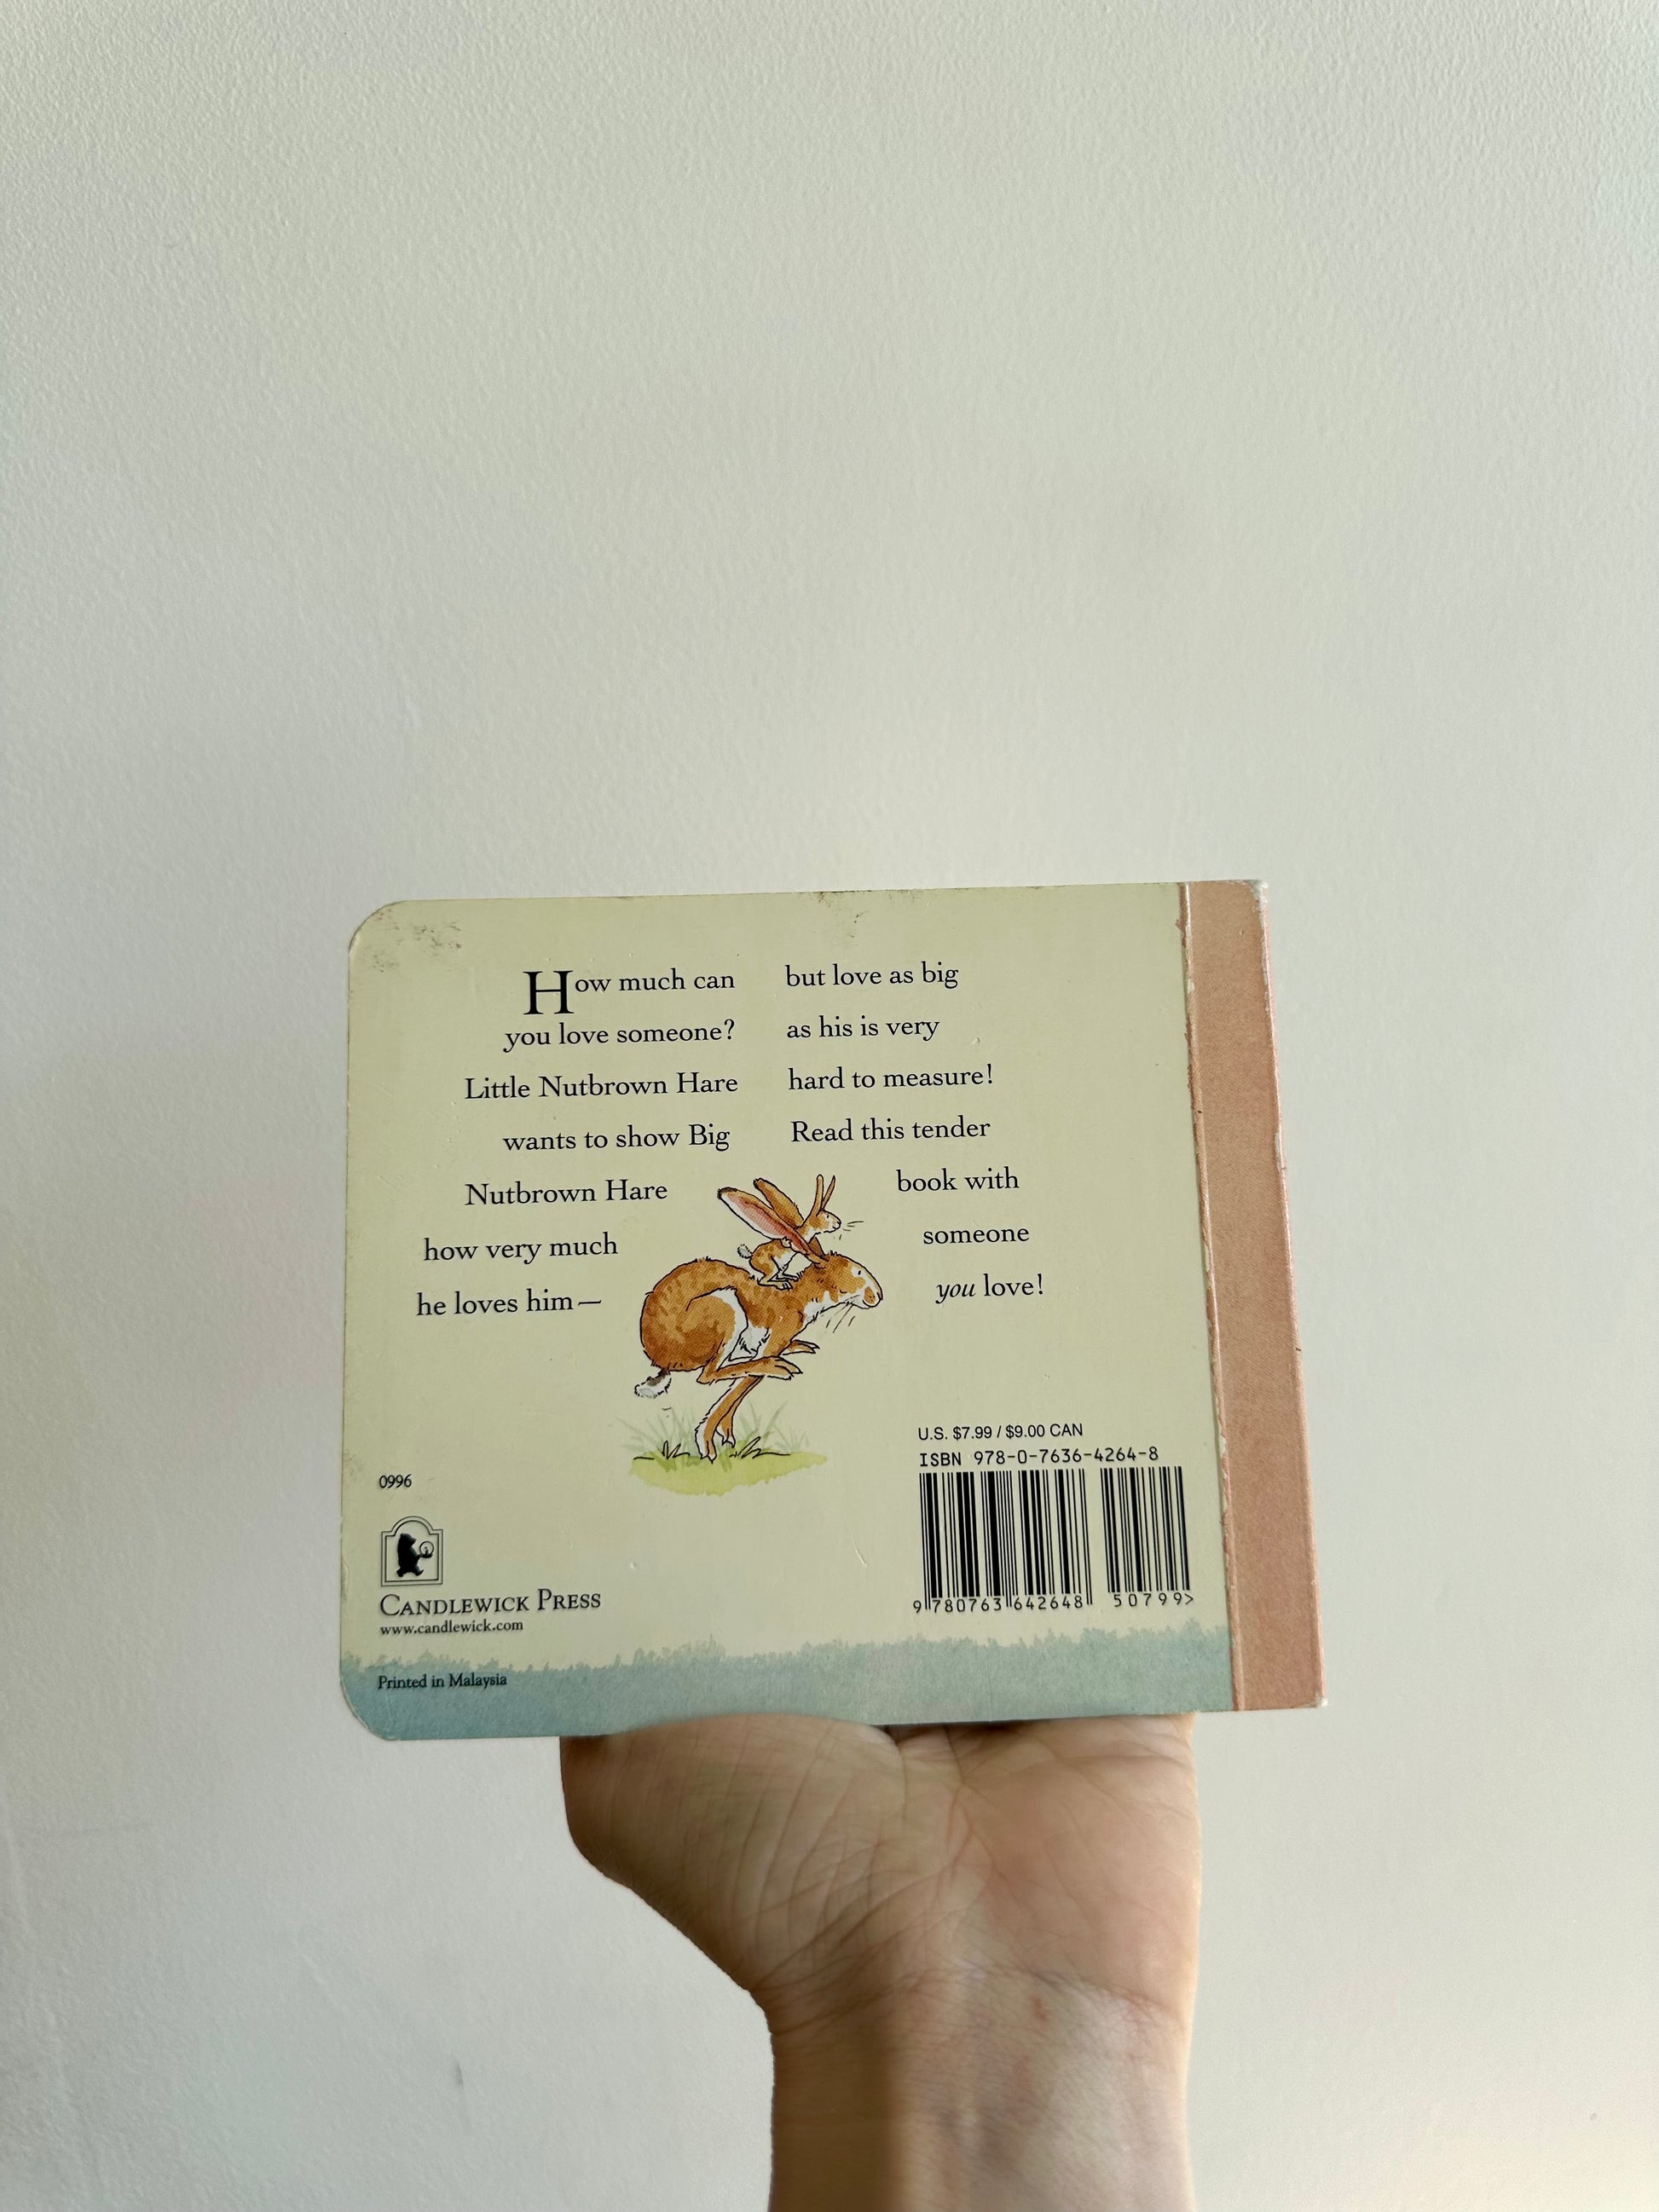 How much can
you love someone?
Little Nutbrown Hare
wants to show Big
Nutbrown Hare
how very much
he loves him—
but love as big
as his is very
hard to measure!
Read this tender
book with
someone
you love!
U.S. $7.99 / $9.00 CAN
ISBN 978-0-7636-4264-8
9 780763 642648 50799>
0996
CANDLEWICK PRESS
www.candlewick.com
Printed in Malaysia